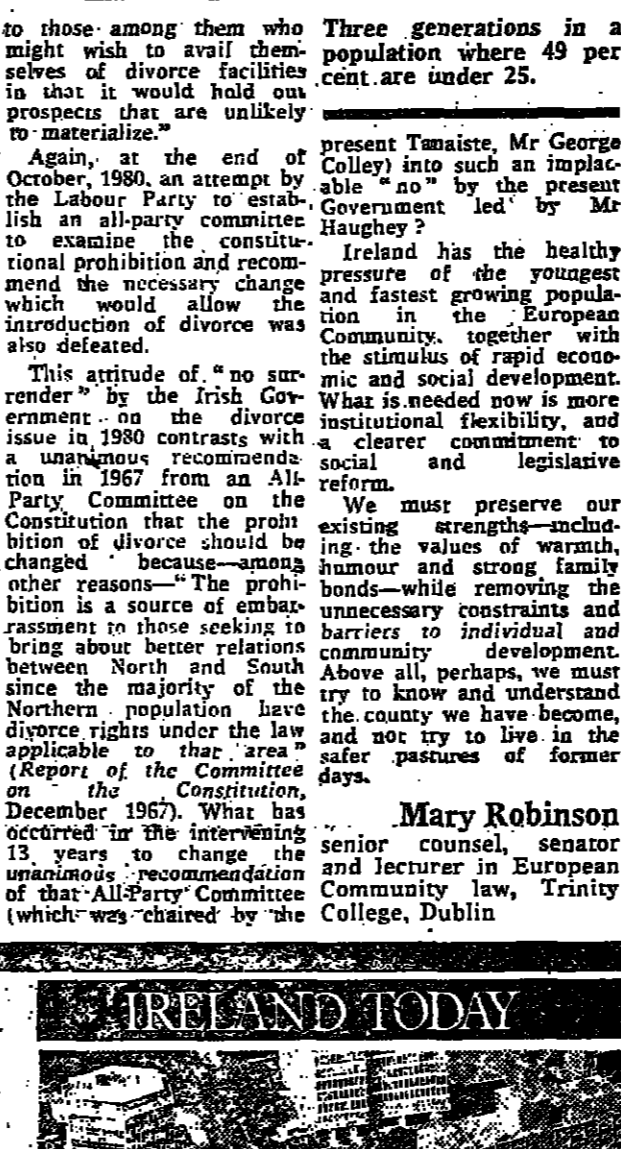 to those among them who
might wish to avail them-
selves of divorce facilities
in that it would hold out
prospects that are unlikely
to materialize."
Again, at the end of
October, 1980, an attempt by
the Labour Party to estab-
lish an all-party committee
to examine the constitu-
tional prohibition and recom-
mend the necessary change
which would allow the
introduction of divorce was
also defeated.
This attitude of "no sur-
render" by the Irish Gov-
ernment on the divorce
issue in 1980 contrasts with
a unanimous recommenda-
tion in 1967 from an All-
Party Committee on the
Constitution that the prohi
bition of divorce should be
changed because—among
other reasons—"The prohi-
bition is a source of embar-
rassment to those seeking to
bring about better relations
between North and South
since the majority of the
Northern population have
divorce rights under the law
applicable to that area"
(Report of the Committee
on the Constitution,
December 1967). What has
occurred in the intervening
13 years to change the
unanimous recommendation
of that All-Party Committee
(which was chaired by the
Three generations in a
population where 49 per
cent are under 25.
present Tanaiste, Mr George
Colley) into such an implac-
able "no" by the present
Government led by Mr
Haughey?
Ireland has the healthy
pressure of the youngest
and fastest growing popula-
tion in the European
Community, together with
the stimulus of rapid econo-
mic and social development.
What is needed now is more
institutional flexibility, and
a clearer commitment to
social and legislative
reform.
We must preserve our
existing strengths—includ-
ing the values of warmth,
humour and strong family
bonds—while removing the
unnecessary constraints and
barriers to individual and
community development.
Above all, perhaps, we must
try to know and understand
the county we have become,
and not try to live in the
safer pastures of former
days.
Mary Robinson
senior counsel, senator
and lecturer in European
Community law, Trinity
College, Dublin
IRELAND TODAY